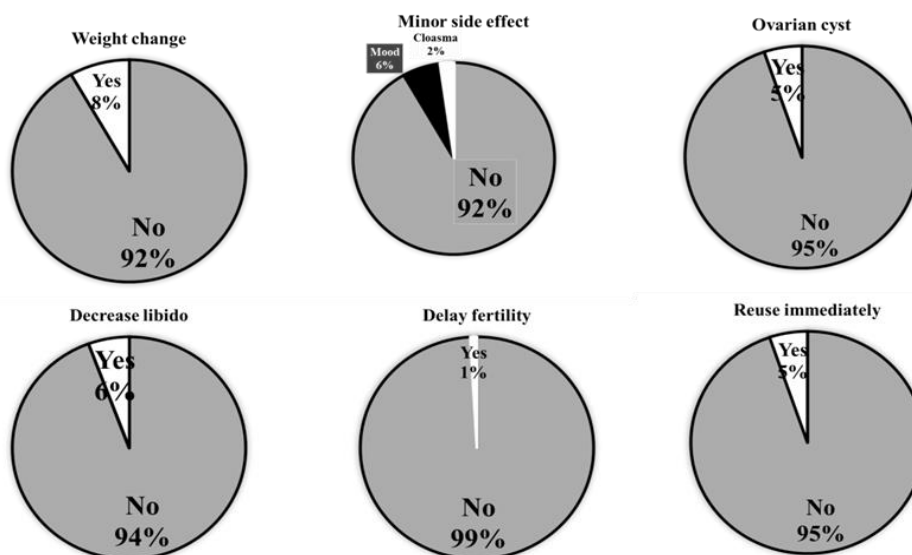 Weight change
Yes
8%
No
92%
Minor side effect
Mood
6%
Cloasma
2%
No
92%
Ovarian cyst
Yes
5%
No
95%
Decrease libido
Yes
6%
No
94%
Delay fertility
Yes
1%
No
99%
Reuse immediately
Yes
5%
No
95%